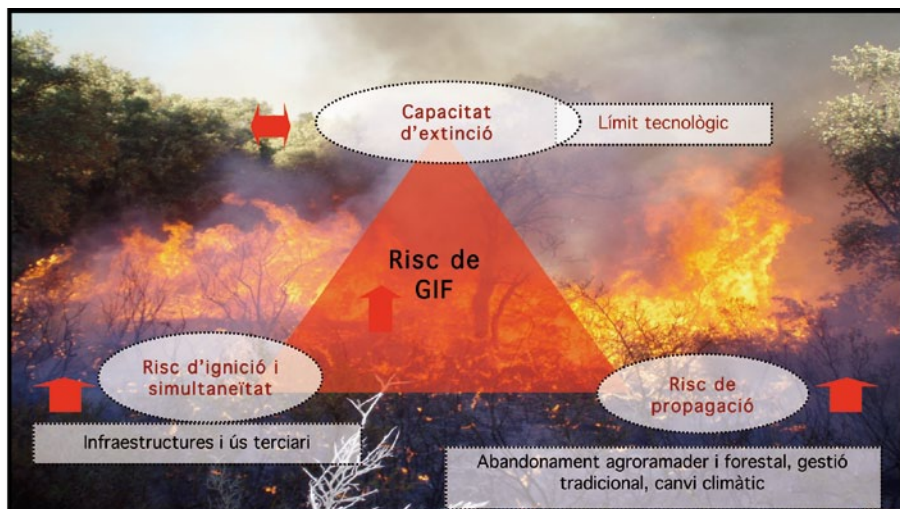 Capacitat
d'extinció
Límit tecnològic
Risc de
GIF
Risc d'ignició i
simultaneïtat
Risc de
propagació
Infraestructures i ús terciari
Abandonament agroramader i forestal, gestió
tradicional, canvi climàtic